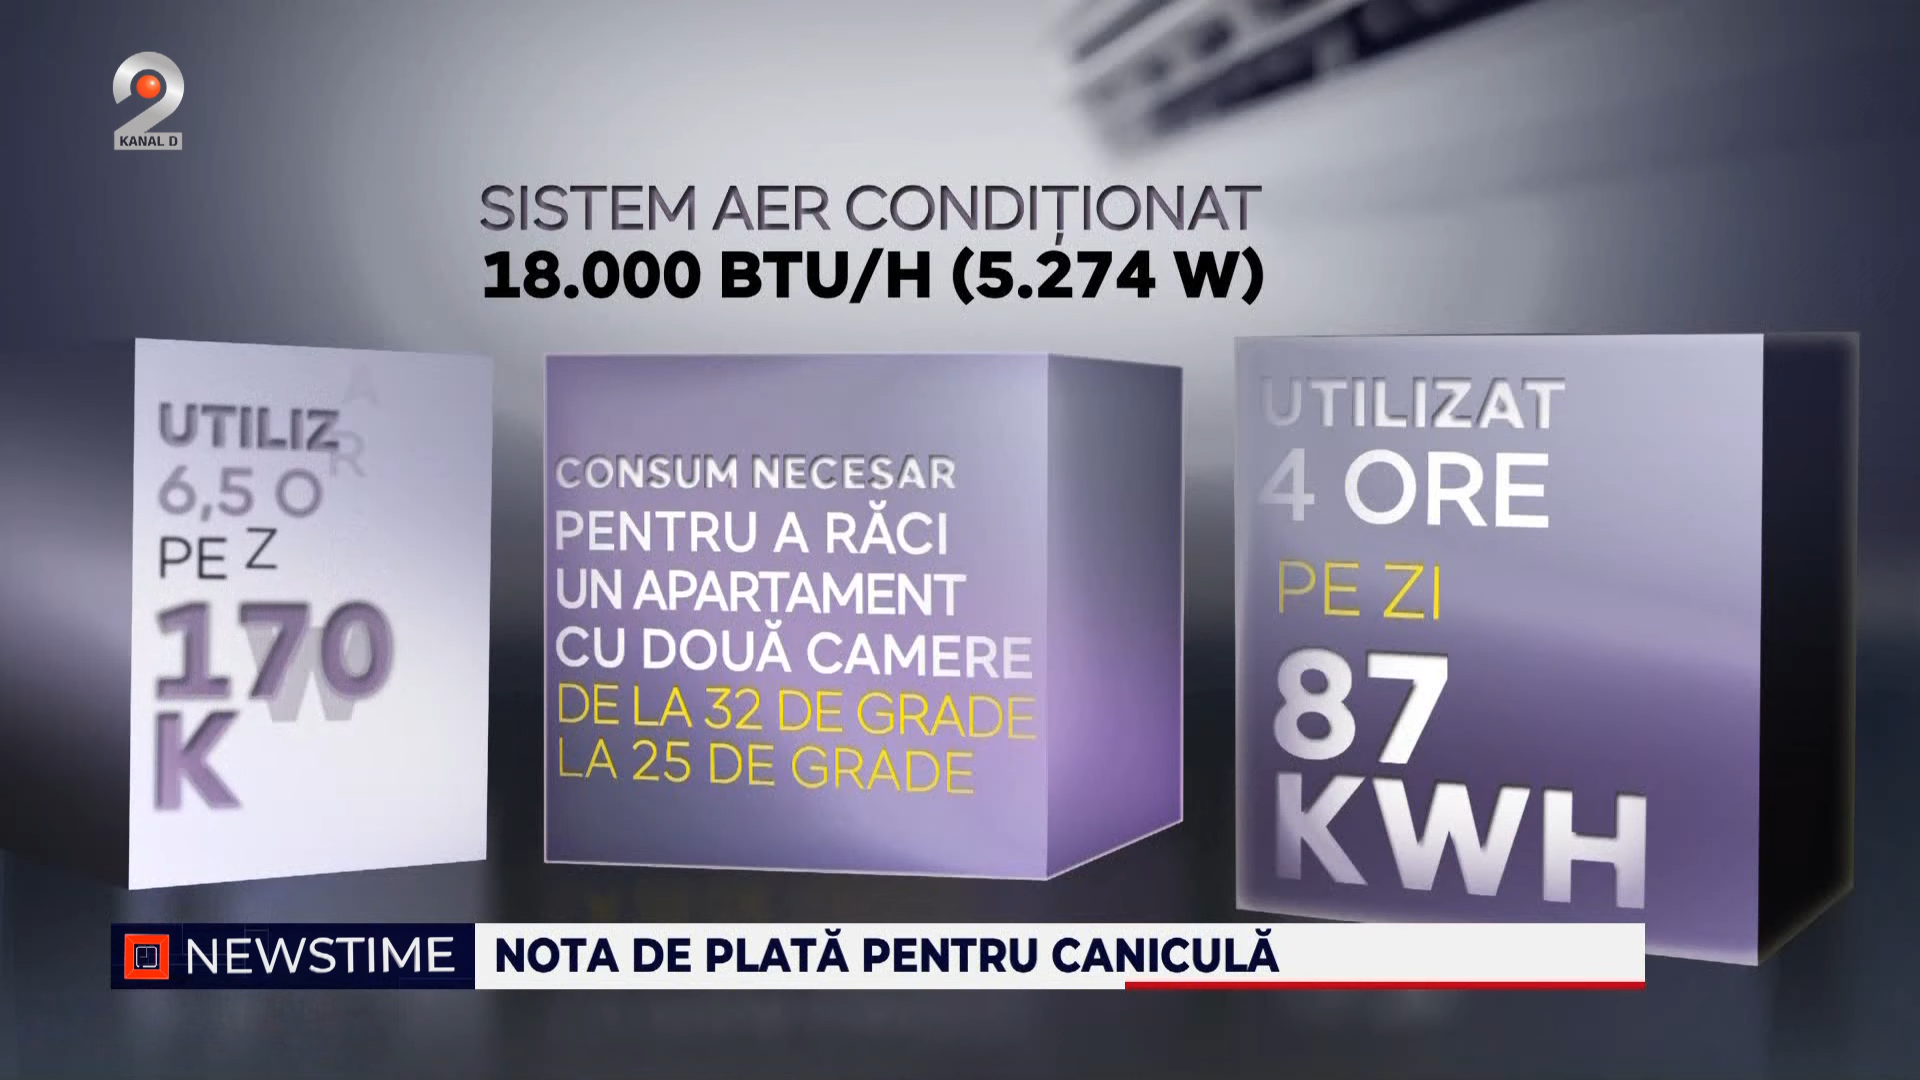 KANAL D
SISTEM AER CONDIȚIONAT
18.000 BTU/H (5.274 W)
6,5 O
PE Z
170
K
CONSUM NECESAR
PENTRU A RĂCI
UN APARTAMENT
CU DOUĂ CAMERE
DE LA 32 DE GRADE
LA 25 DE GRADE
UTILIZAT
4 ORE
PE ZI
87
KWH
NEWSTIME
NOTA DE PLATĂ PENTRU CANICULĂ